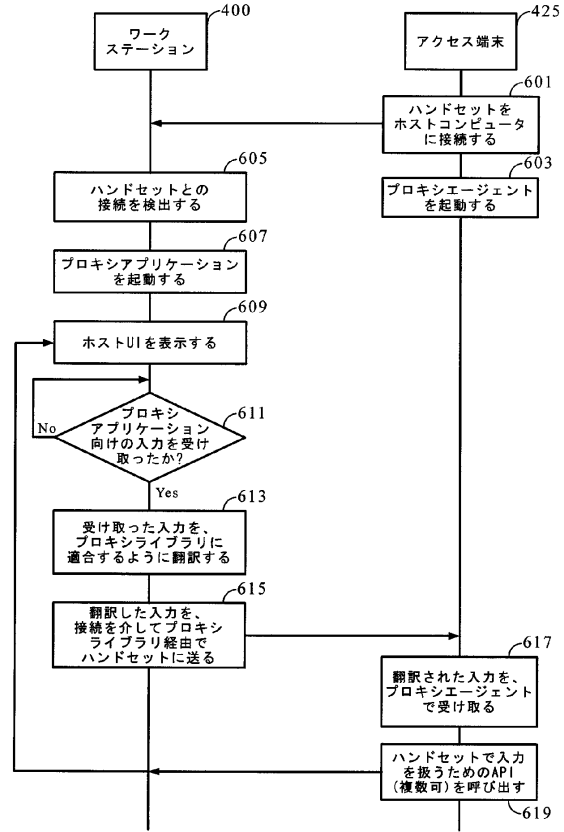 400
ワーク
ステーション
425
アクセス端末
601
ハンドセットを
ホストコンピュータ
に接続する
603
プロキシエージェント
を起動する
605
ハンドセットとの
接続を検出する
607
プロキシアプリケーション
を起動する
609
ホストUIを表示する
611
プロキシ
アプリケーション
向けの入力を受け
取ったか?
No
Yes
613
受け取った入力を、
プロキシライブラリに
適合するように翻訳する
615
翻訳した入力を、
接続を介してプロキシ
ライブラリ経由で
ハンドセットに送る
617
翻訳された入力を、
プロキシエージェント
で受け取る
ハンドセットで入力
を扱うためのAPI
(複数可)を呼び出す
619